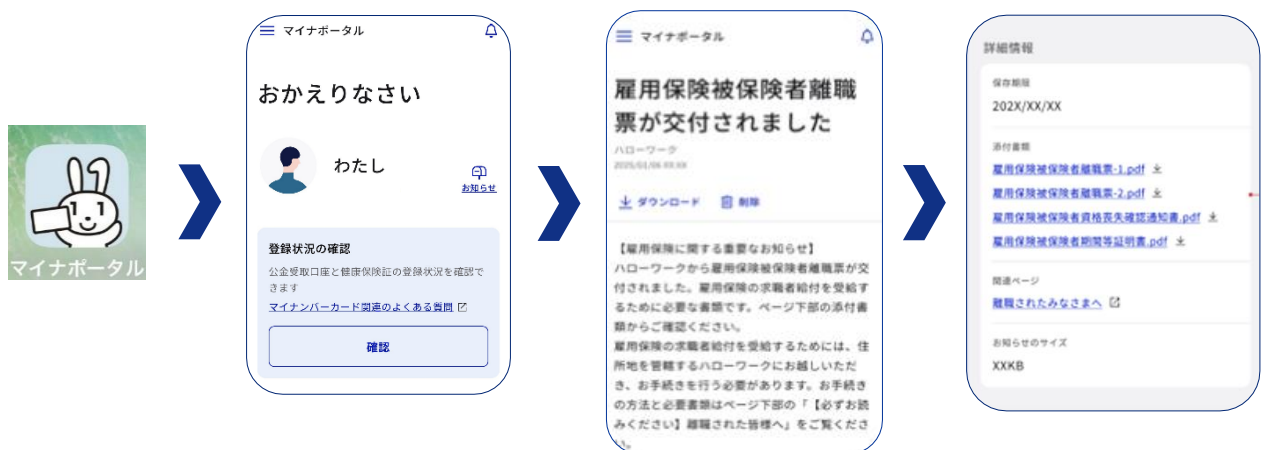 マイナポータル
マイナポータル
おかえりなさい
わたし
お知らせ
登録状況の確認
公金受取口座と健康保険証の登録状況を確認で
きます
マイナンバーカード関連のよくある質問
確認
マイナポータル
雇用保険被保険者離職
票が交付されました
ハローワーク
ダウンロード 削除
【雇用保険に関する重要なお知らせ】
ハローワークから雇用保険被保険者離職票が交
付されました。雇用保険の求職者給付を受給す
るために必要な書類です。ページ下部の添付書
類からご確認ください。
雇用保険の求職者給付を受給するためには、住
所地を管轄するハローワークにお越しいただ
き、お手続きを行う必要があります。お手続き
の方法と必要書類はページ下部の「【必ずお読
みください】離職された皆様へ」をご覧くださ
い。
詳細情報
保存期限
202X/XX/XX
添付書類
雇用保険被保険者離職票-1.pdf
雇用保険被保険者離職票-2.pdf
雇用保険被保険者資格喪失確認通知書.pdf
雇用保険被保険者期間等証明書.pdf
関連ページ
離職されたみなさまへ
お知らせのサイズ
XXKB